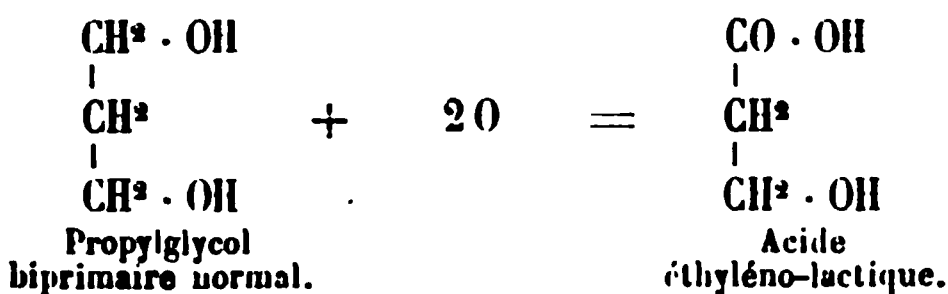 CH² · OH CO · OH
CH² + 2O = CH²
CH² · OH CH² · OH
Propylglycol Acide
biprimaire normal. éthyléno-lactique.